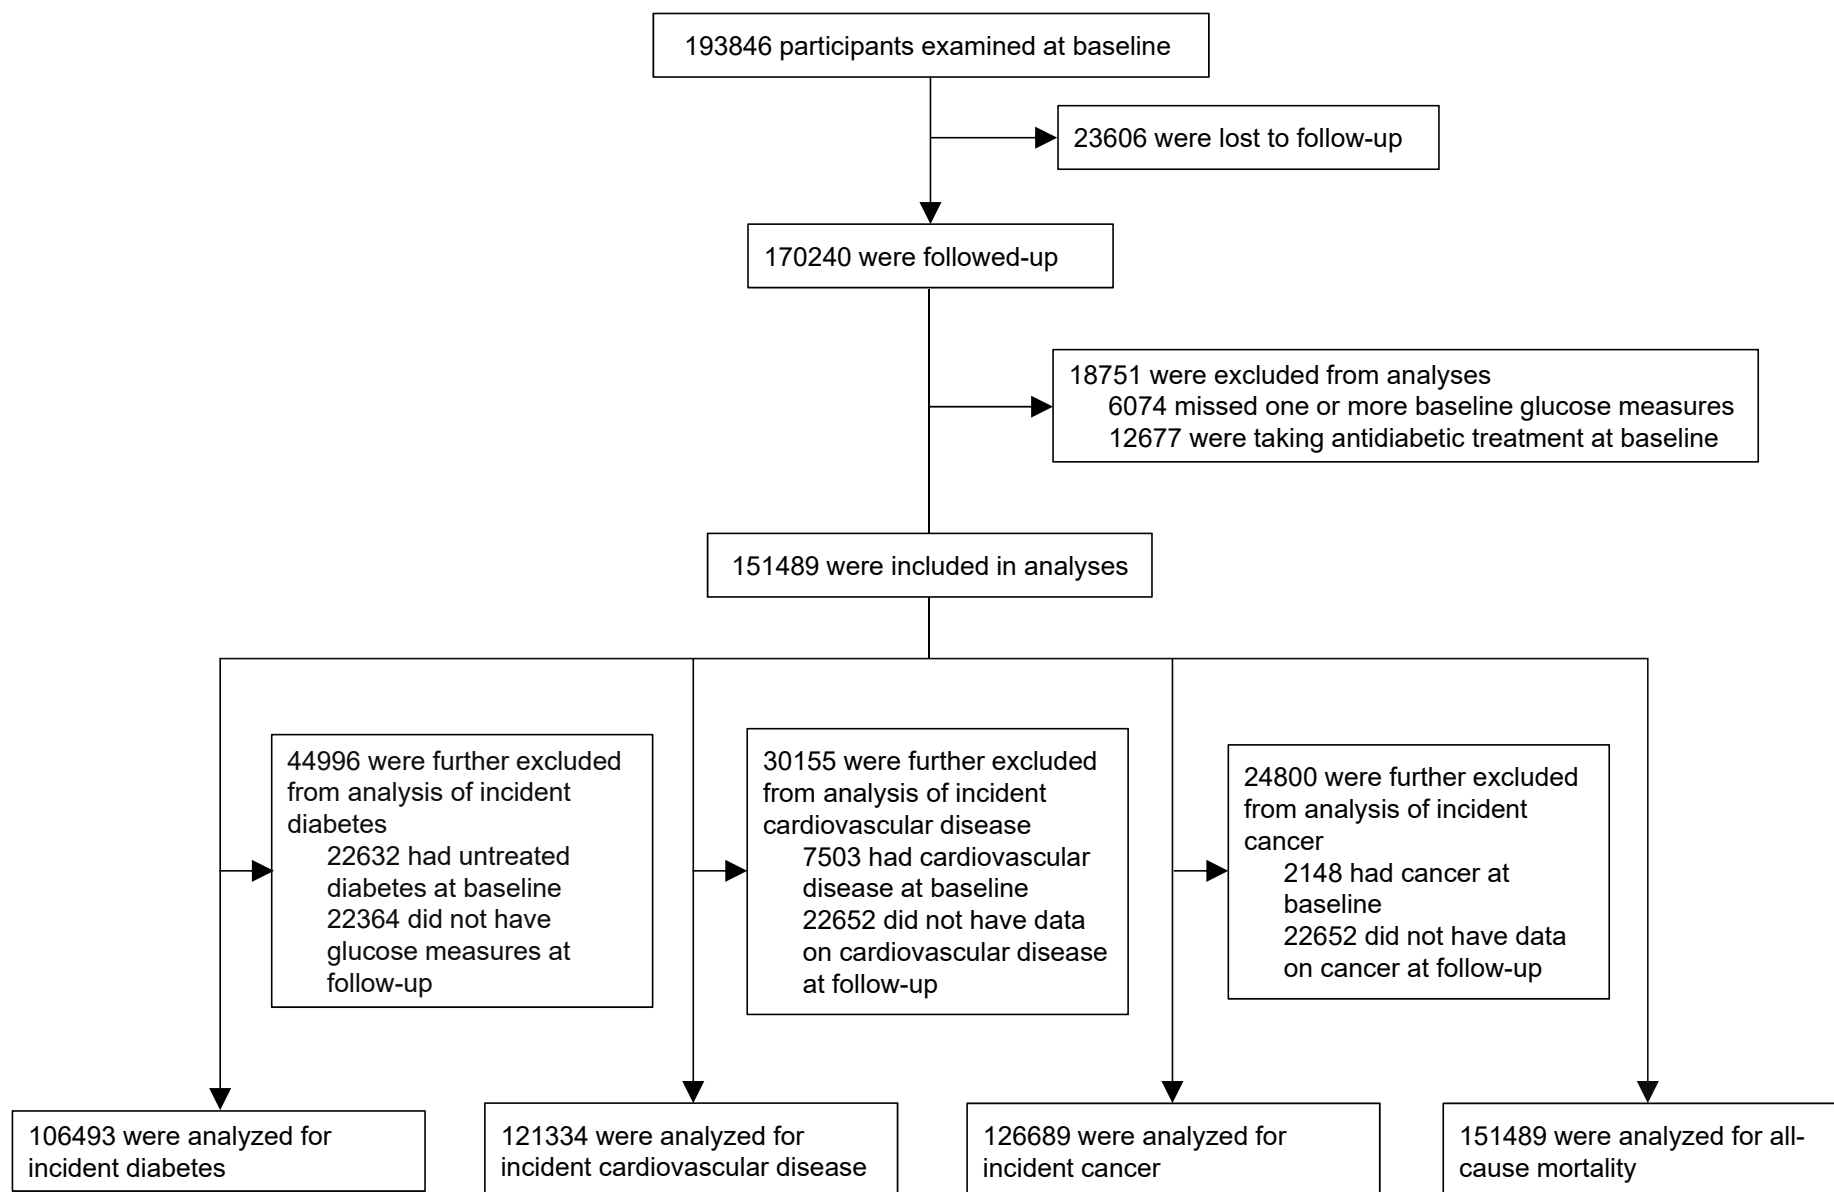 193846 participants examined at baseline
23606 were lost to follow-up
170240 were followed-up
18751 were excluded from analyses
6074 missed one or more baseline glucose measures
12677 were taking antidiabetic treatment at baseline
151489 were included in analyses
44996 were further excluded
from analysis of incident
diabetes
22632 had untreated
diabetes at baseline
22364 did not have
glucose measures at
follow-up
30155 were further excluded
from analysis of incident
cardiovascular disease
7503 had cardiovascular
disease at baseline
22652 did not have data
on cardiovascular disease
at follow-up
24800 were further excluded
from analysis of incident
cancer
2148 had cancer at
baseline
22652 did not have data
on cancer at follow-up
106493 were analyzed for
incident diabetes
121334 were analyzed for
incident cardiovascular disease
126689 were analyzed for
incident cancer
151489 were analyzed for all-
cause mortality